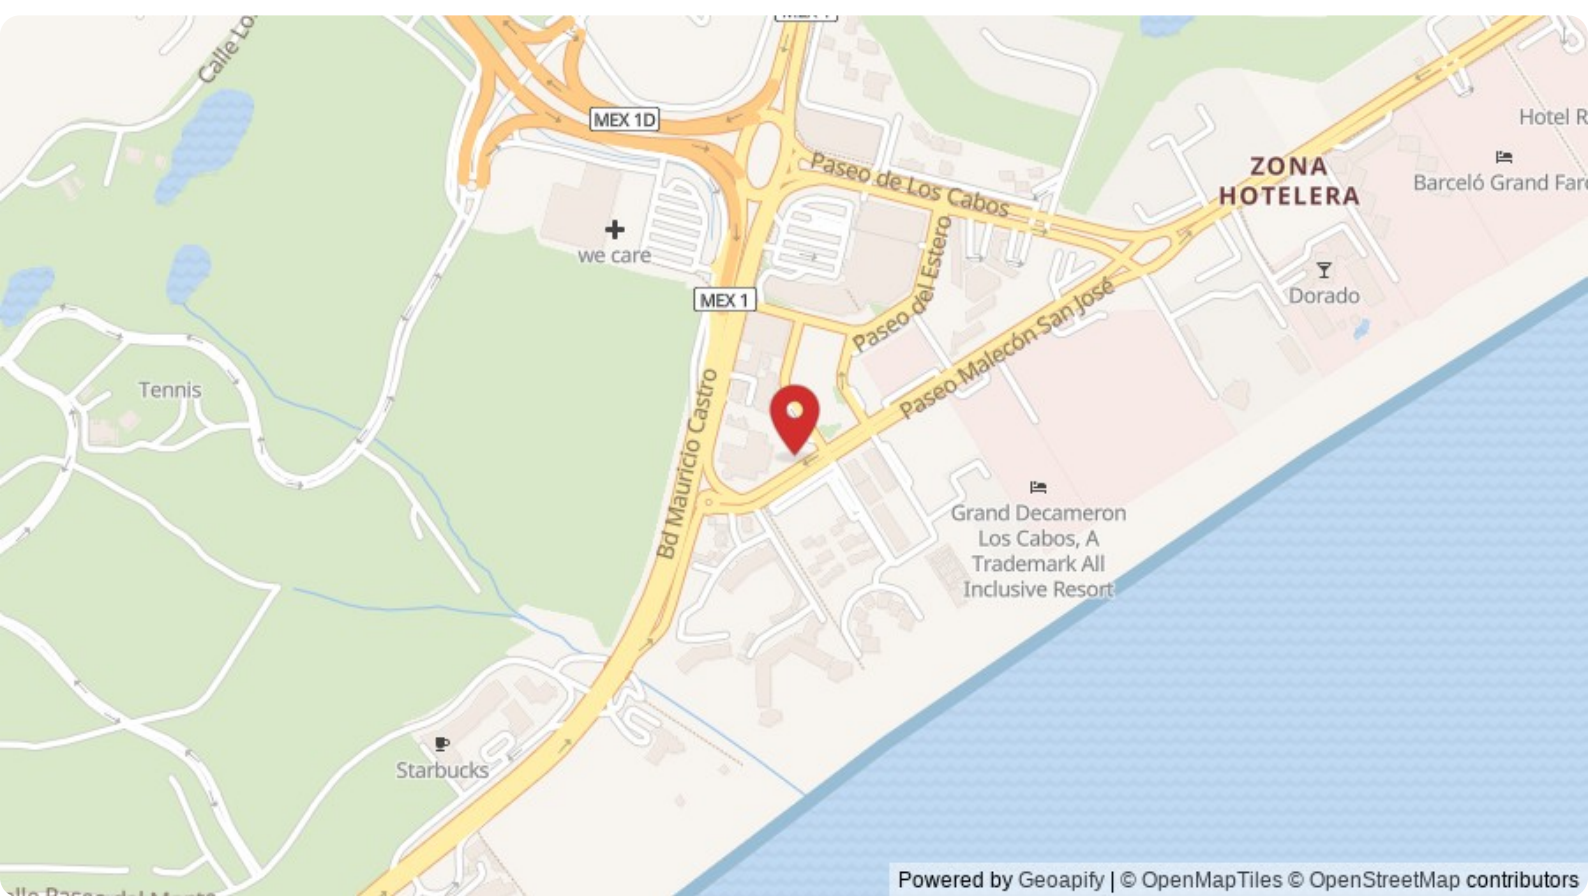 MEX 1
Calle Lo
MEX 1D
Hotel R
Paseo de Los Cabos
ZONA
HOTELERA
Barceló Grand Far
we care
MEX 1
Paseo del Estero
Dorado
Paseo Malecón San José
Tennis
Bd Mauricio Castro
Grand Decameron
Los Cabos, A
Trademark All
Inclusive Resort
Starbucks
Powered by Geoapify | © OpenMapTiles © OpenStreetMap contributors